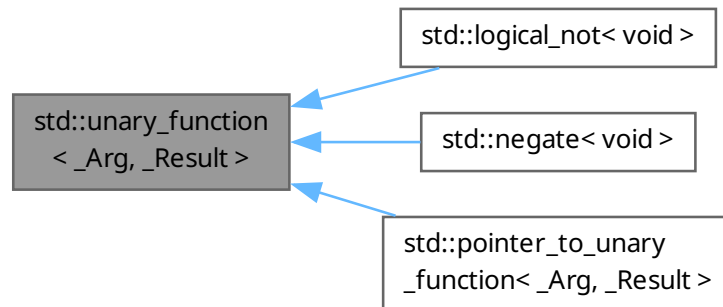 std::logical_not< void >
std::unary_function
< _Arg, _Result >
std::negate< void >
std::pointer_to_unary
_function< _Arg, _Result >